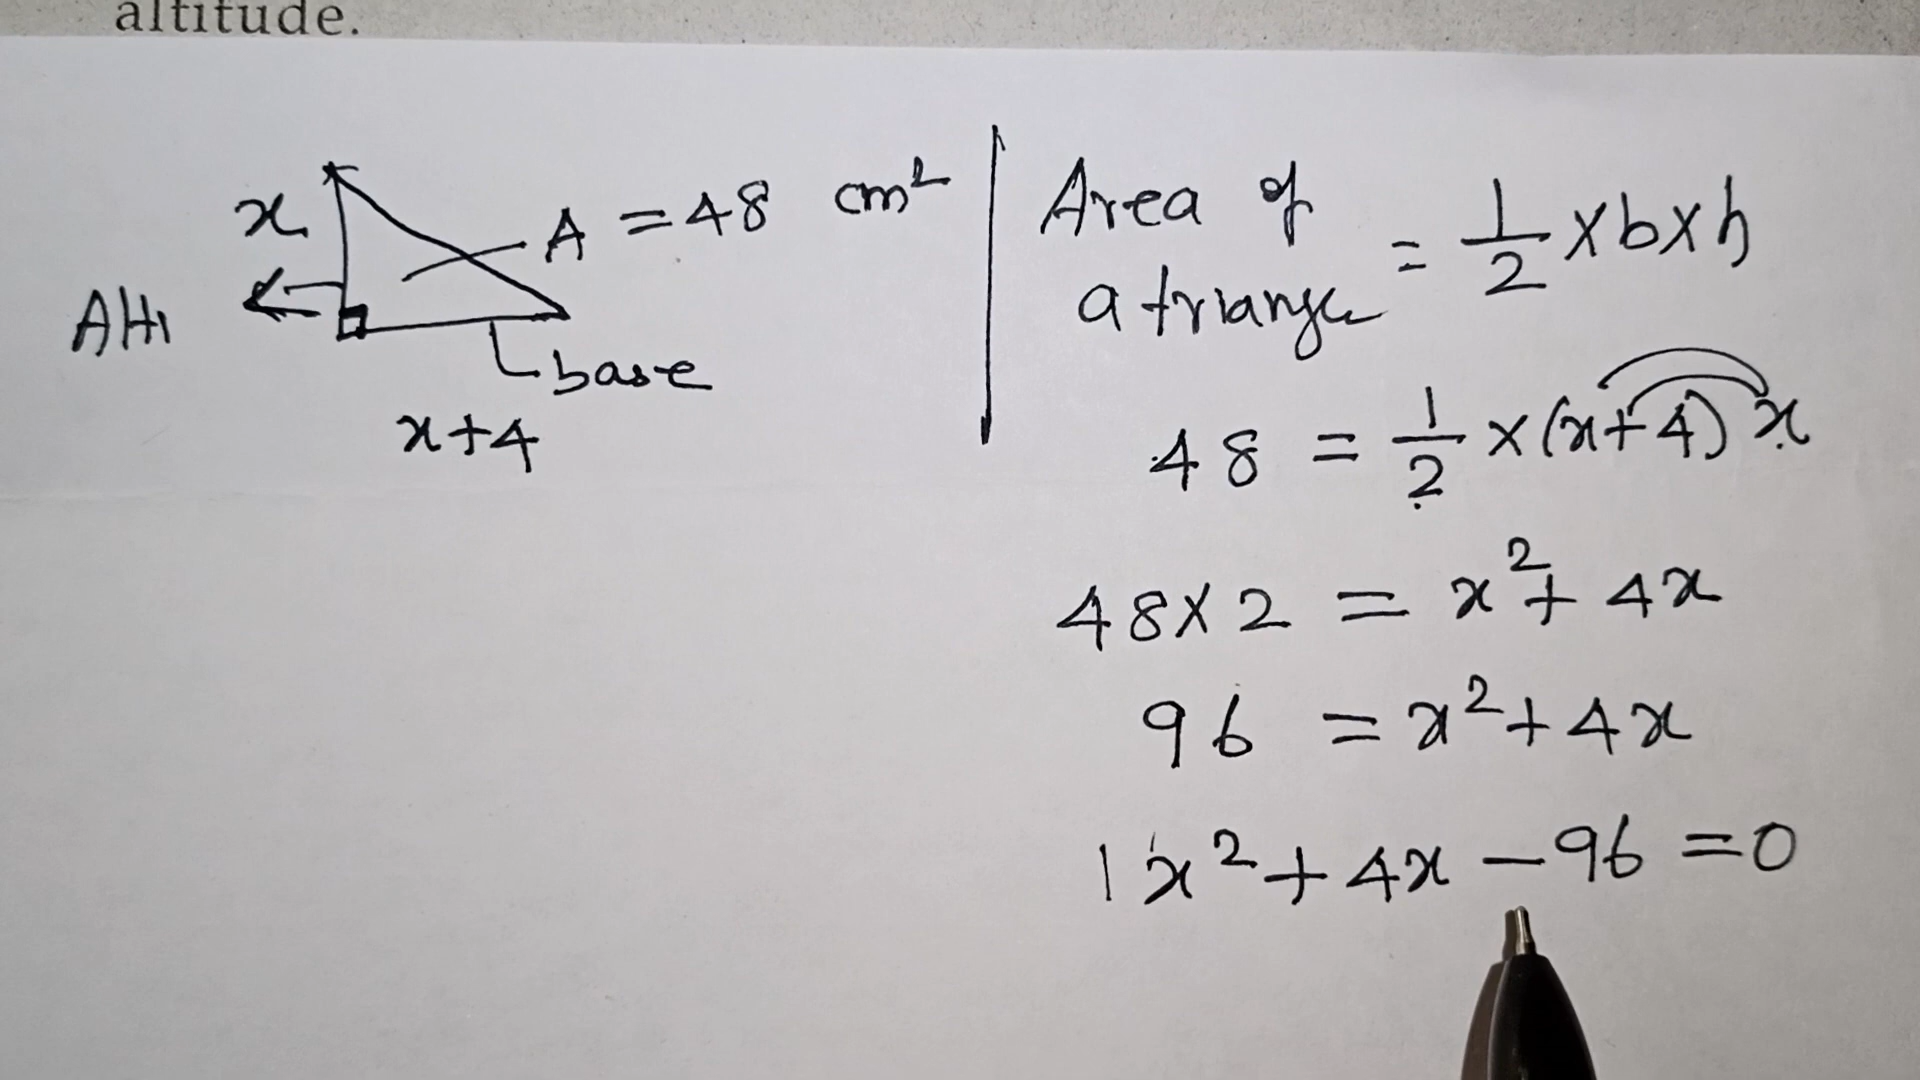 altitude.
x
A = 48 cm²
Alti
base
x+4
Area of
a triangle = 1/2 × b × h
48 = 1/2 × (x+4) x
48 × 2 = x² + 4x
96 = x² + 4x
1x² + 4x − 96 = 0